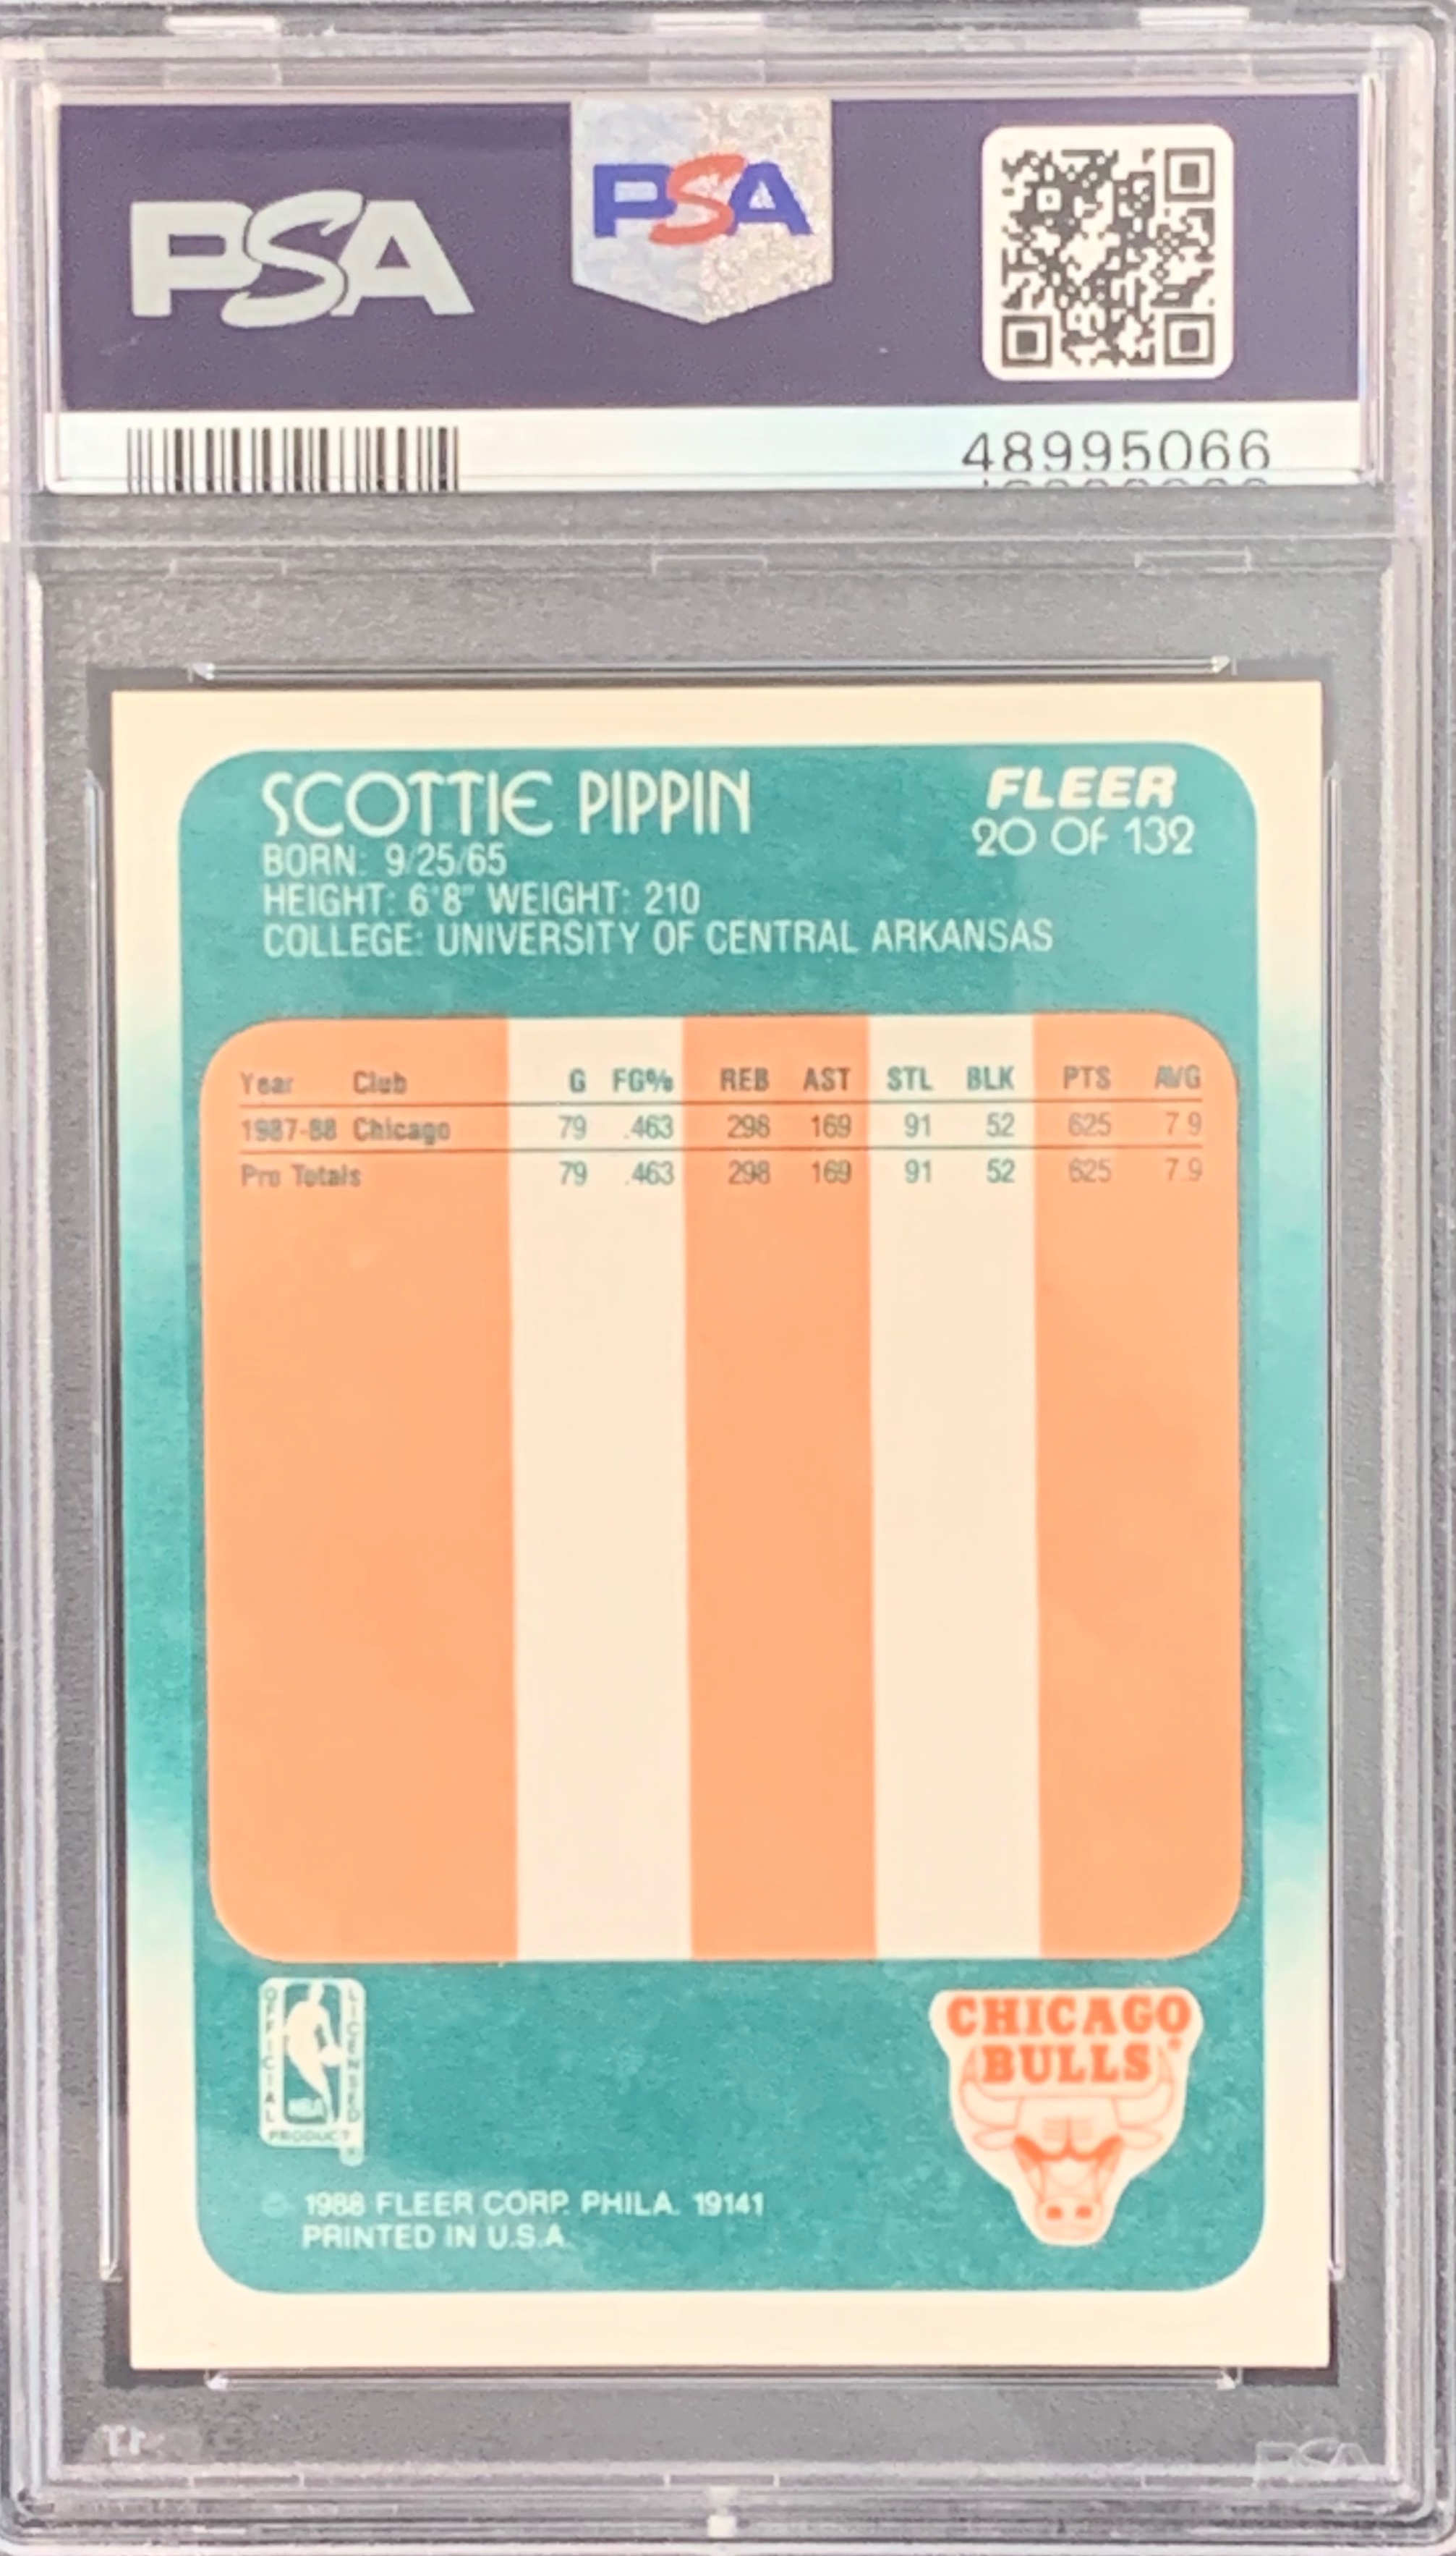 PSA
PSA
48995066
SCOTTIE PIPPIN
FLEER
20 OF 132
BORN: 9/25/65
HEIGHT: 6'8" WEIGHT: 210
COLLEGE: UNIVERSITY OF CENTRAL ARKANSAS
Year Club G FG% REB AST STL BLK PTS AVG
1987-88 Chicago 79 .463 298 169 91 52 625 7.9
Pro Totals 79 .463 298 169 91 52 625 7.9
OFFICIAL LICENSED
NBA
PRODUCT
CHICAGO
BULLS®
© 1988 FLEER CORP. PHILA. 19141
PRINTED IN U.S.A.
PSA